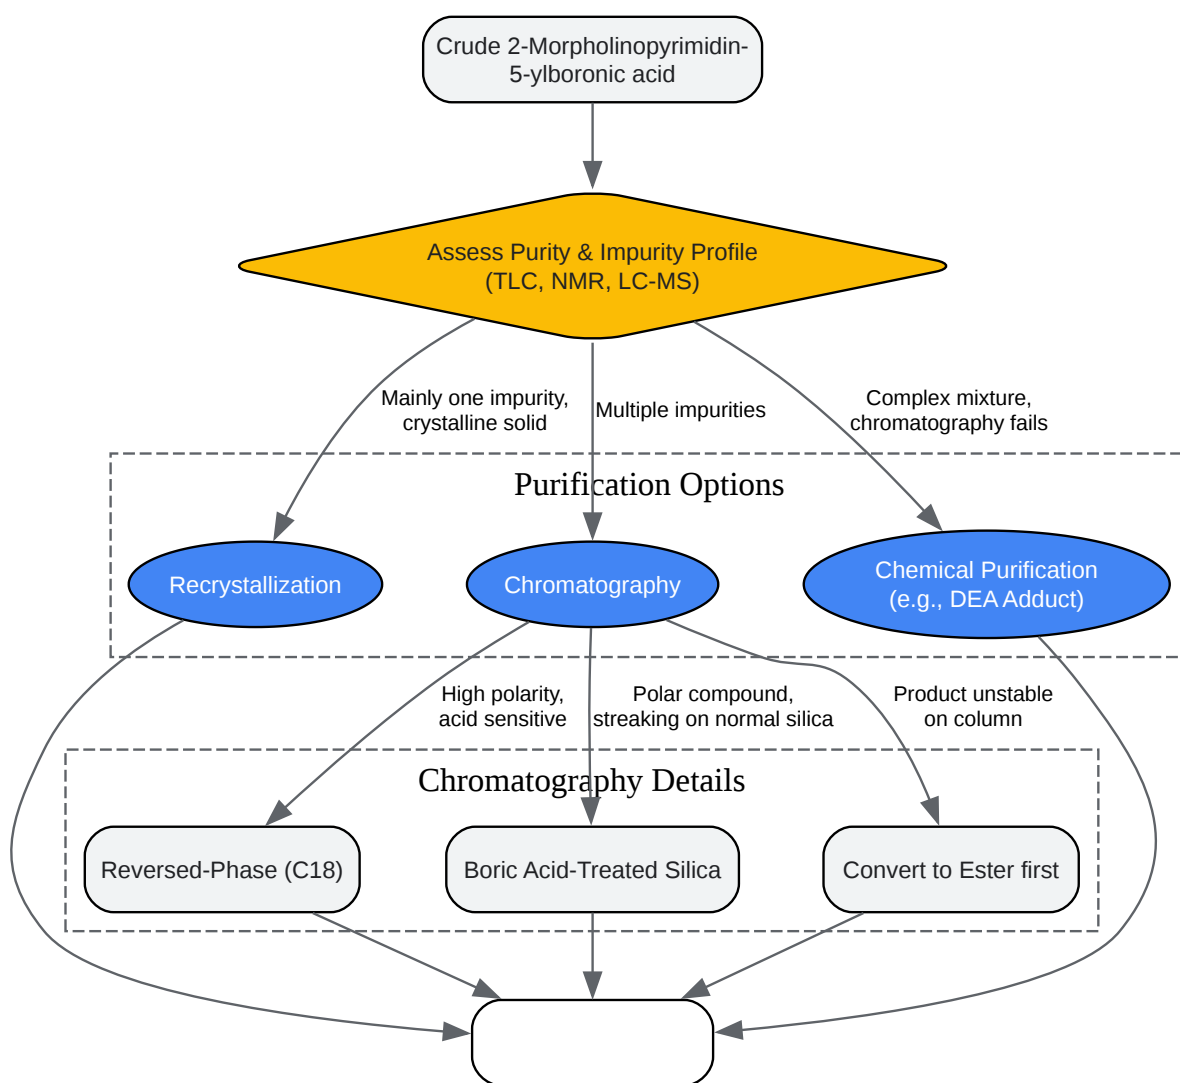 Crude 2-Morpholinopyrimidin-
5-ylboronic acid
Assess Purity & Impurity Profile
(TLC, NMR, LC-MS)
Mainly one impurity,
crystalline solid
Multiple impurities
Complex mixture,
chromatography fails
Purification Options
Recrystallization
Chromatography
Chemical Purification
(e.g., DEA Adduct)
High polarity,
acid sensitive
Polar compound,
streaking on normal silica
Product unstable
on column
Chromatography Details
Reversed-Phase (C18)
Boric Acid-Treated Silica
Convert to Ester first